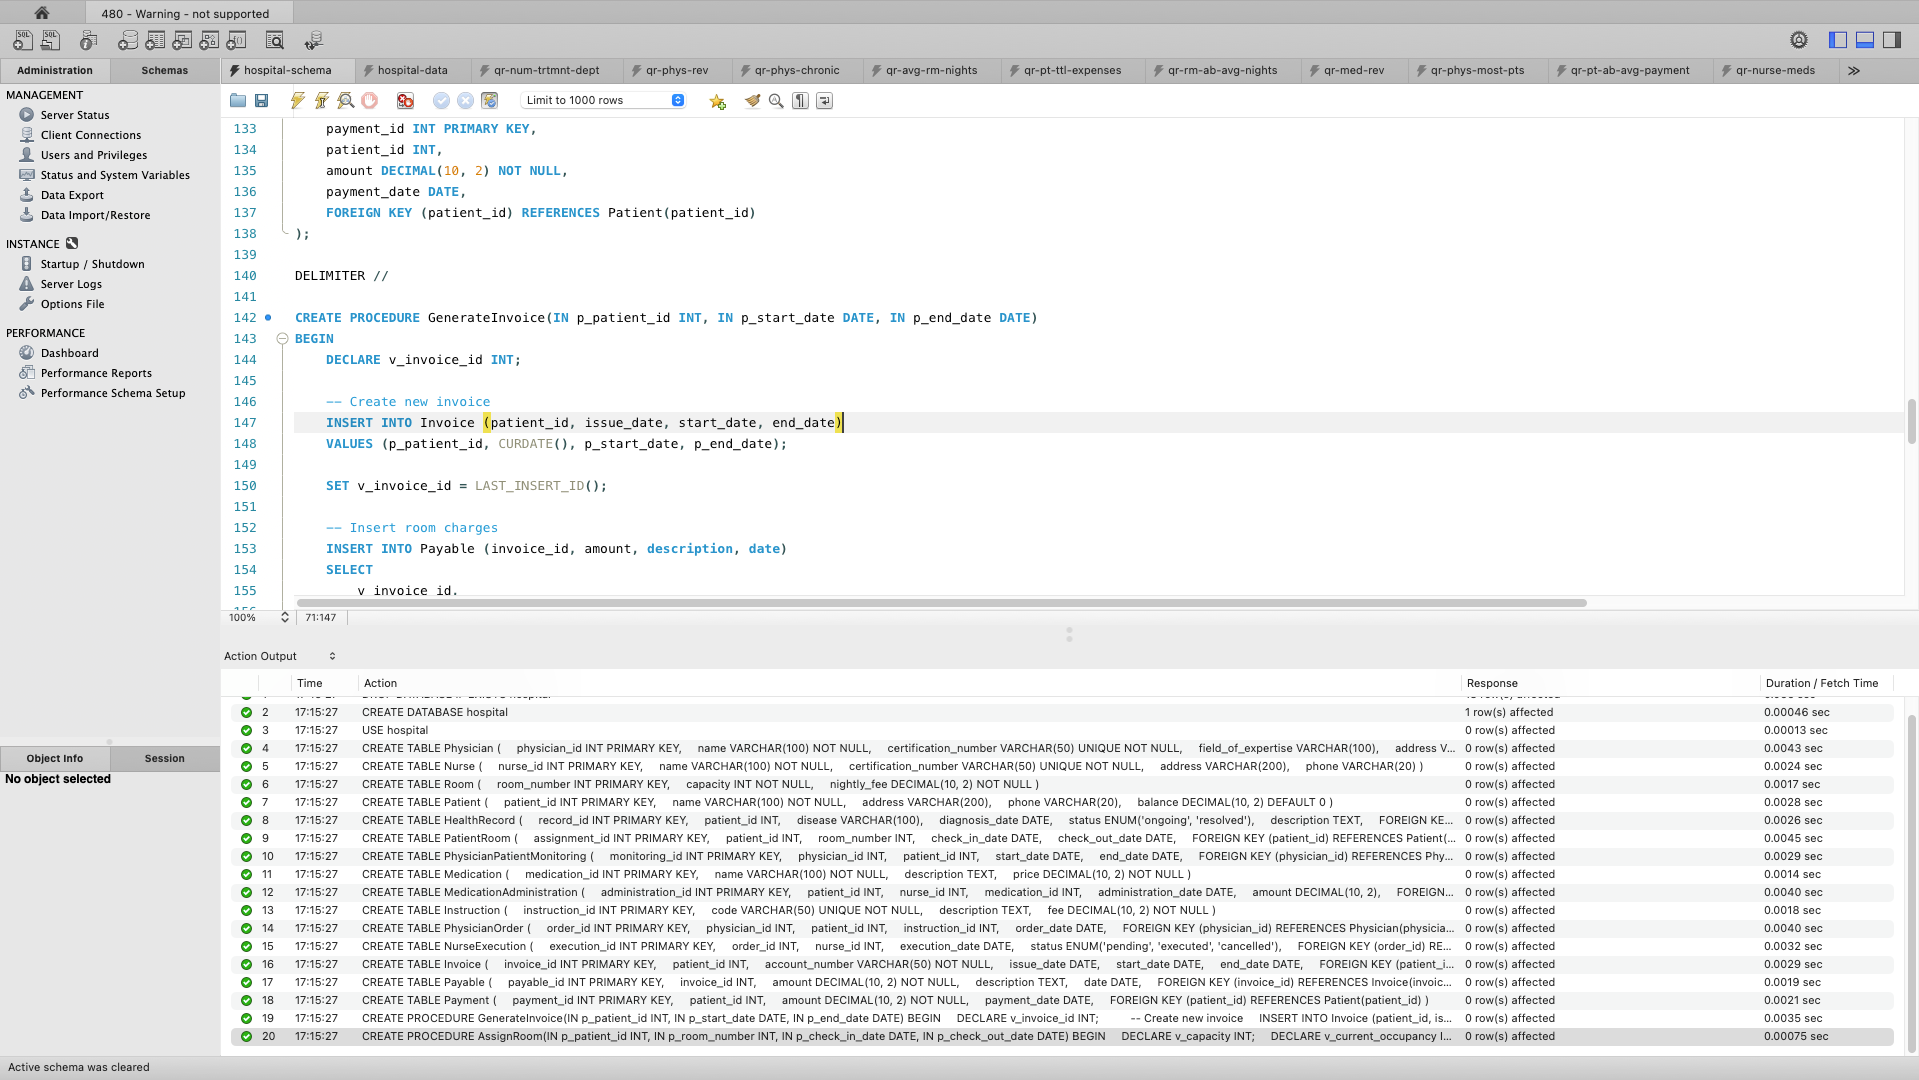 480 - Warning - not supported
Administration
Schemas
hospital-schema
hospital-data
qr-num-trtmnt-dept
qr-phys-rev
qr-phys-chronic
qr-avg-rm-nights
qr-pt-ttl-expenses
qr-rm-ab-avg-nights
qr-med-rev
qr-phys-most-pts
qr-pt-ab-avg-payment
qr-nurse-meds
Limit to 1000 rows
MANAGEMENT
Server Status
Client Connections
Users and Privileges
Status and System Variables
Data Export
Data Import/Restore
INSTANCE
Startup / Shutdown
Server Logs
Options File
PERFORMANCE
Dashboard
Performance Reports
Performance Schema Setup
Object Info
Session
No object selected
133 payment_id INT PRIMARY KEY,
134 patient_id INT,
135 amount DECIMAL(10, 2) NOT NULL,
136 payment_date DATE,
137 FOREIGN KEY (patient_id) REFERENCES Patient(patient_id)
138 );
139
140 DELIMITER //
141
142 CREATE PROCEDURE GenerateInvoice(IN p_patient_id INT, IN p_start_date DATE, IN p_end_date DATE)
143 BEGIN
144 DECLARE v_invoice_id INT;
145
146 -- Create new invoice
147 INSERT INTO Invoice (patient_id, issue_date, start_date, end_date)
148 VALUES (p_patient_id, CURDATE(), p_start_date, p_end_date);
149
150 SET v_invoice_id = LAST_INSERT_ID();
151
152 -- Insert room charges
153 INSERT INTO Payable (invoice_id, amount, description, date)
154 SELECT
155 v_invoice_id,
100% 71:147
Action Output
Time Action Response Duration / Fetch Time
2 17:15:27 CREATE DATABASE hospital 1 row(s) affected 0.00046 sec
3 17:15:27 USE hospital 0 row(s) affected 0.00013 sec
4 17:15:27 CREATE TABLE Physician ( physician_id INT PRIMARY KEY, name VARCHAR(100) NOT NULL, certification_number VARCHAR(50) UNIQUE NOT NULL, field_of_expertise VARCHAR(100), address V... 0 row(s) affected 0.0043 sec
5 17:15:27 CREATE TABLE Nurse ( nurse_id INT PRIMARY KEY, name VARCHAR(100) NOT NULL, certification_number VARCHAR(50) UNIQUE NOT NULL, address VARCHAR(200), phone VARCHAR(20) ) 0 row(s) affected 0.0024 sec
6 17:15:27 CREATE TABLE Room ( room_number INT PRIMARY KEY, capacity INT NOT NULL, nightly_fee DECIMAL(10, 2) NOT NULL ) 0 row(s) affected 0.0017 sec
7 17:15:27 CREATE TABLE Patient ( patient_id INT PRIMARY KEY, name VARCHAR(100) NOT NULL, address VARCHAR(200), phone VARCHAR(20), balance DECIMAL(10, 2) DEFAULT 0 ) 0 row(s) affected 0.0028 sec
8 17:15:27 CREATE TABLE HealthRecord ( record_id INT PRIMARY KEY, patient_id INT, disease VARCHAR(100), diagnosis_date DATE, status ENUM('ongoing', 'resolved'), description TEXT, FOREIGN KE... 0 row(s) affected 0.0026 sec
9 17:15:27 CREATE TABLE PatientRoom ( assignment_id INT PRIMARY KEY, patient_id INT, room_number INT, check_in_date DATE, check_out_date DATE, FOREIGN KEY (patient_id) REFERENCES Patient(... 0 row(s) affected 0.0045 sec
10 17:15:27 CREATE TABLE PhysicianPatientMonitoring ( monitoring_id INT PRIMARY KEY, physician_id INT, patient_id INT, start_date DATE, end_date DATE, FOREIGN KEY (physician_id) REFERENCES Phy... 0 row(s) affected 0.0029 sec
11 17:15:27 CREATE TABLE Medication ( medication_id INT PRIMARY KEY, name VARCHAR(100) NOT NULL, description TEXT, price DECIMAL(10, 2) NOT NULL ) 0 row(s) affected 0.0014 sec
12 17:15:27 CREATE TABLE MedicationAdministration ( administration_id INT PRIMARY KEY, patient_id INT, nurse_id INT, medication_id INT, administration_date DATE, amount DECIMAL(10, 2), FOREIGN... 0 row(s) affected 0.0040 sec
13 17:15:27 CREATE TABLE Instruction ( instruction_id INT PRIMARY KEY, code VARCHAR(50) UNIQUE NOT NULL, description TEXT, fee DECIMAL(10, 2) NOT NULL ) 0 row(s) affected 0.0018 sec
14 17:15:27 CREATE TABLE PhysicianOrder ( order_id INT PRIMARY KEY, physician_id INT, patient_id INT, instruction_id INT, order_date DATE, FOREIGN KEY (physician_id) REFERENCES Physician(physicia... 0 row(s) affected 0.0040 sec
15 17:15:27 CREATE TABLE NurseExecution ( execution_id INT PRIMARY KEY, order_id INT, nurse_id INT, execution_date DATE, status ENUM('pending', 'executed', 'cancelled'), FOREIGN KEY (order_id) RE... 0 row(s) affected 0.0032 sec
16 17:15:27 CREATE TABLE Invoice ( invoice_id INT PRIMARY KEY, patient_id INT, account_number VARCHAR(50) NOT NULL, issue_date DATE, start_date DATE, end_date DATE, FOREIGN KEY (patient_i... 0 row(s) affected 0.0029 sec
17 17:15:27 CREATE TABLE Payable ( payable_id INT PRIMARY KEY, invoice_id INT, amount DECIMAL(10, 2) NOT NULL, description TEXT, date DATE, FOREIGN KEY (invoice_id) REFERENCES Invoice(invoic... 0 row(s) affected 0.0019 sec
18 17:15:27 CREATE TABLE Payment ( payment_id INT PRIMARY KEY, patient_id INT, amount DECIMAL(10, 2) NOT NULL, payment_date DATE, FOREIGN KEY (patient_id) REFERENCES Patient(patient_id) ) 0 row(s) affected 0.0021 sec
19 17:15:27 CREATE PROCEDURE GenerateInvoice(IN p_patient_id INT, IN p_start_date DATE, IN p_end_date DATE) BEGIN DECLARE v_invoice_id INT; -- Create new invoice INSERT INTO Invoice (patient_id, is... 0 row(s) affected 0.0035 sec
20 17:15:27 CREATE PROCEDURE AssignRoom(IN p_patient_id INT, IN p_room_number INT, IN p_check_in_date DATE, IN p_check_out_date DATE) BEGIN DECLARE v_capacity INT; DECLARE v_current_occupancy I... 0 row(s) affected 0.00075 sec
Active schema was cleared